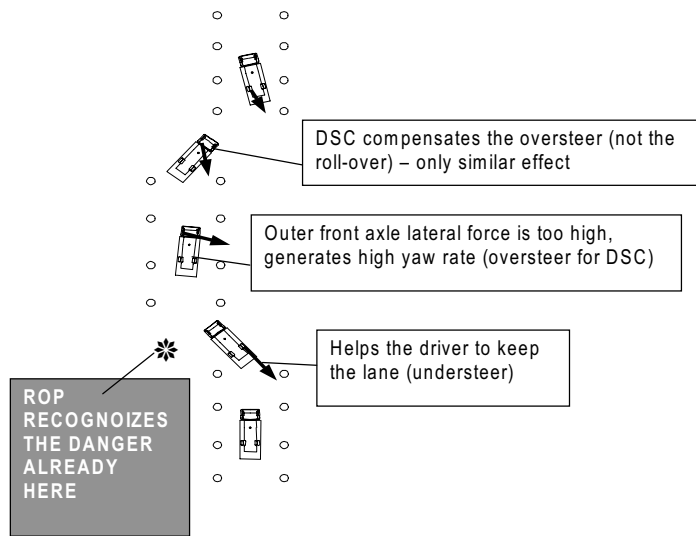 DSC compensates the oversteer (not the
roll-over) – only similar effect
Outer front axle lateral force is too high,
generates high yaw rate (oversteer for DSC)
Helps the driver to keep
the lane (understeer)
ROP
RECOGNOIZES
THE DANGER
ALREADY
HERE